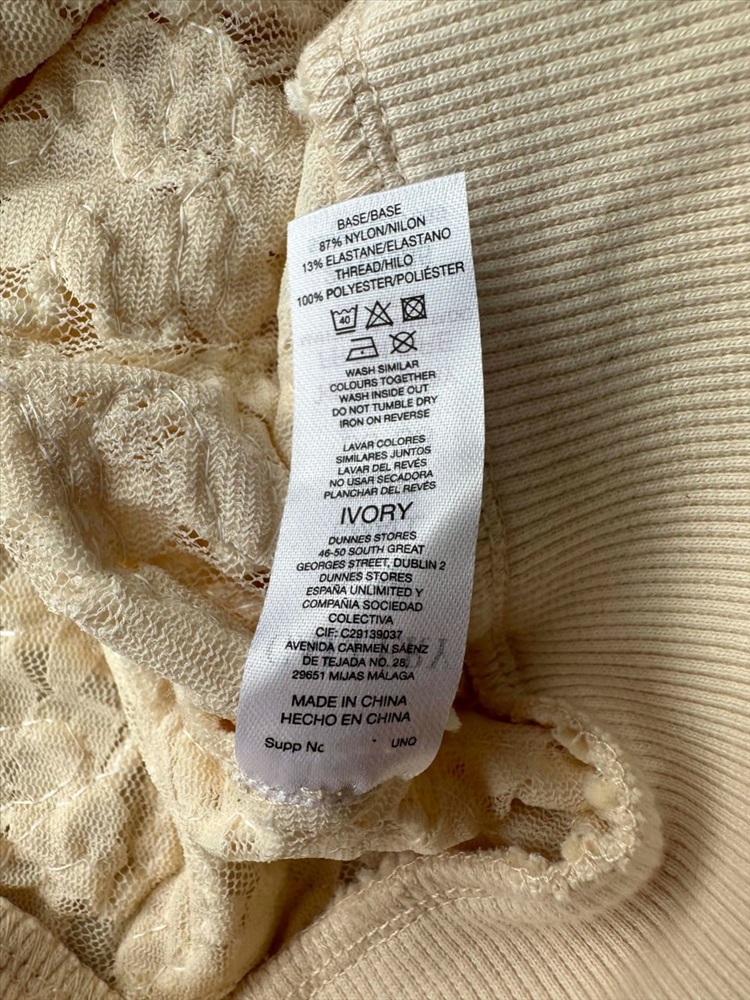 BASE/BASE
87% NYLON/NILON
13% ELASTANE/ELASTANO
THREAD/HILO
100% POLYESTER/POLIÉSTER
40
WASH SIMILAR
COLOURS TOGETHER
WASH INSIDE OUT
DO NOT TUMBLE DRY
IRON ON REVERSE
LAVAR COLORES
SIMILARES JUNTOS
LAVAR DEL REVÉS
NO USAR SECADORA
PLANCHAR DEL REVÉS
IVORY
DUNNES STORES
46-50 SOUTH GREAT
GEORGES STREET, DUBLIN 2
DUNNES STORES
ESPAÑA UNLIMITED Y
COMPAÑIA SOCIEDAD
COLECTIVA
CIF: C29139037
AVENIDA CARMEN SÁENZ
DE TEJADA NO. 28,
29651 MIJAS MÁLAGA
MADE IN CHINA
HECHO EN CHINA
Supp No UNQ